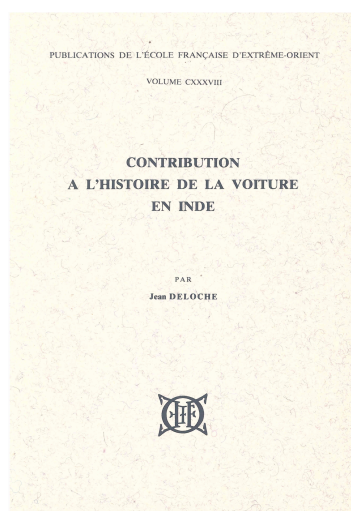 PUBLICATIONS DE L'ÉCOLE FRANÇAISE D'EXTRÊME-ORIENT
VOLUME CXXXVIII
CONTRIBUTION
A L'HISTOIRE DE LA VOITURE
EN INDE
PAR
Jean DELOCHE